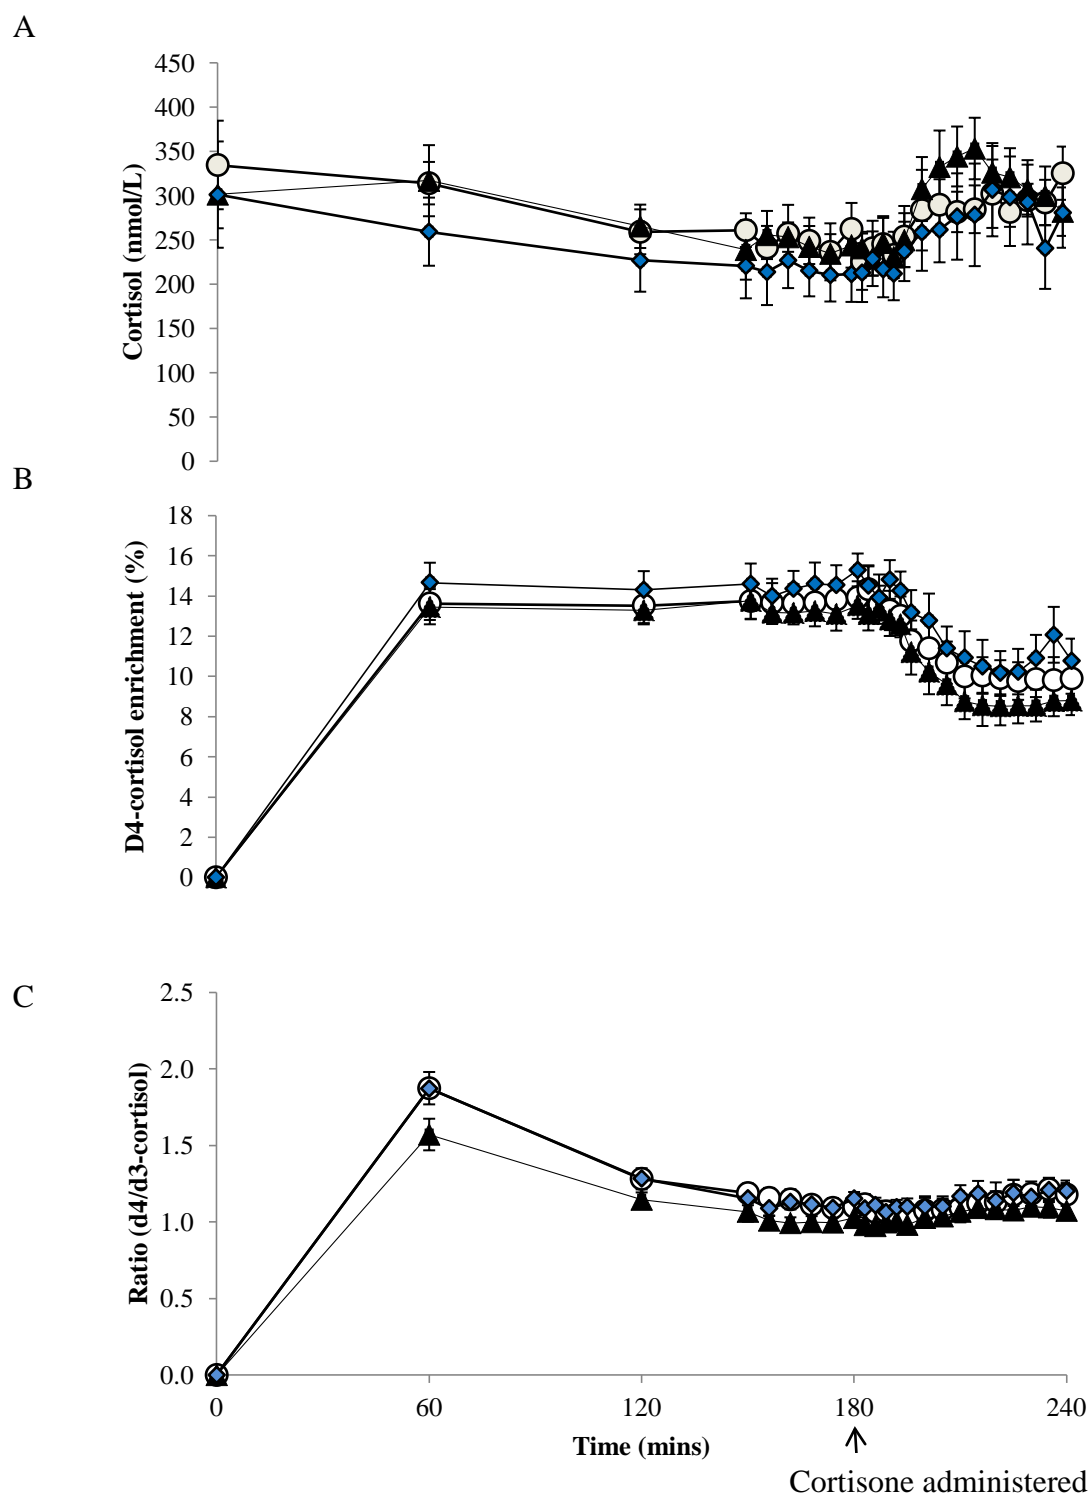 A
Cortisol (nmol/L)
450
400
350
300
250
200
150
100
50
0
B
D4-cortisol enrichment (%)
18
16
14
12
10
8
6
4
2
0
C
Ratio (d4/d3-cortisol)
2.5
2.0
1.5
1.0
0.5
0.0
0 60 120 180 240
Time (mins)
Cortisone administered